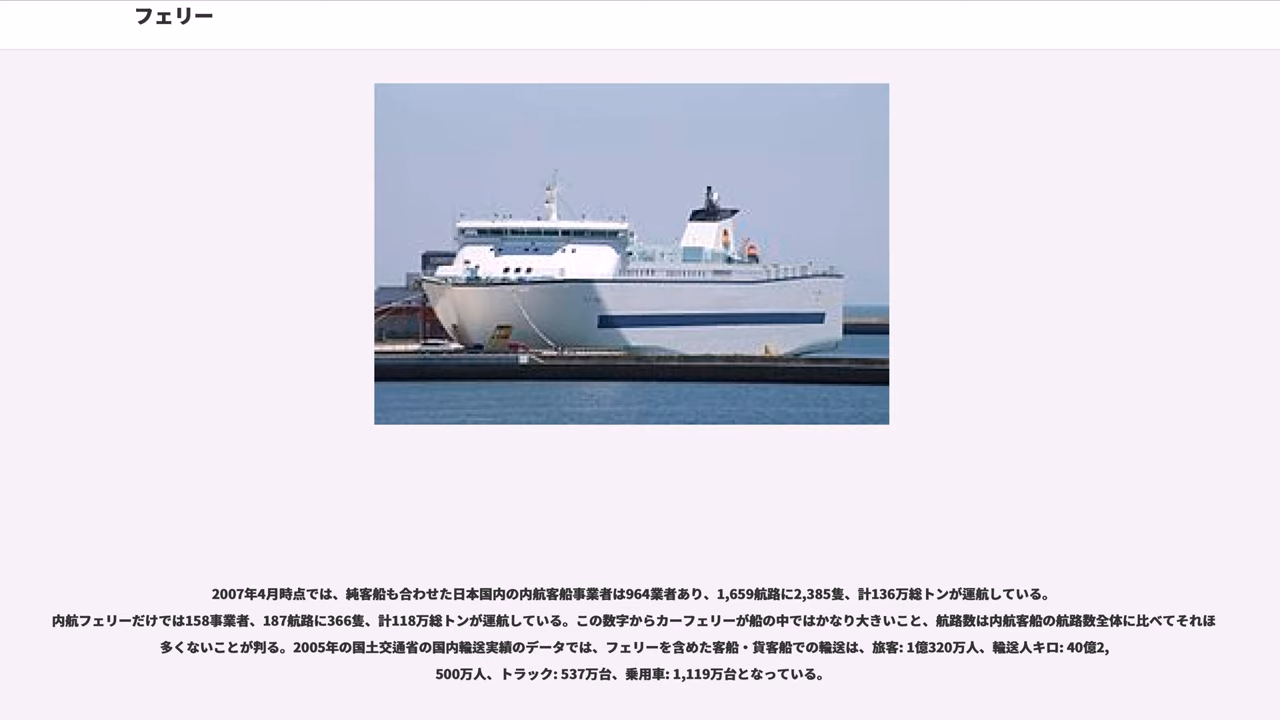 フェリー
2007年4月時点では、純客船も合わせた日本国内の内航客船事業者は964業者あり、1,659航路に2,385隻、計136万総トンが運航している。
内航フェリーだけでは158事業者、187航路に366隻、計118万総トンが運航している。この数字からカーフェリーが船の中ではかなり大きいこと、航路数は内航客船の航路数全体に比べてそれほ
多くないことが判る。2005年の国土交通省の国内輸送実績のデータでは、フェリーを含めた客船・貨客船での輸送は、旅客: 1億320万人、輸送人キロ: 40億2,
500万人、トラック: 537万台、乗用車: 1,119万台となっている。